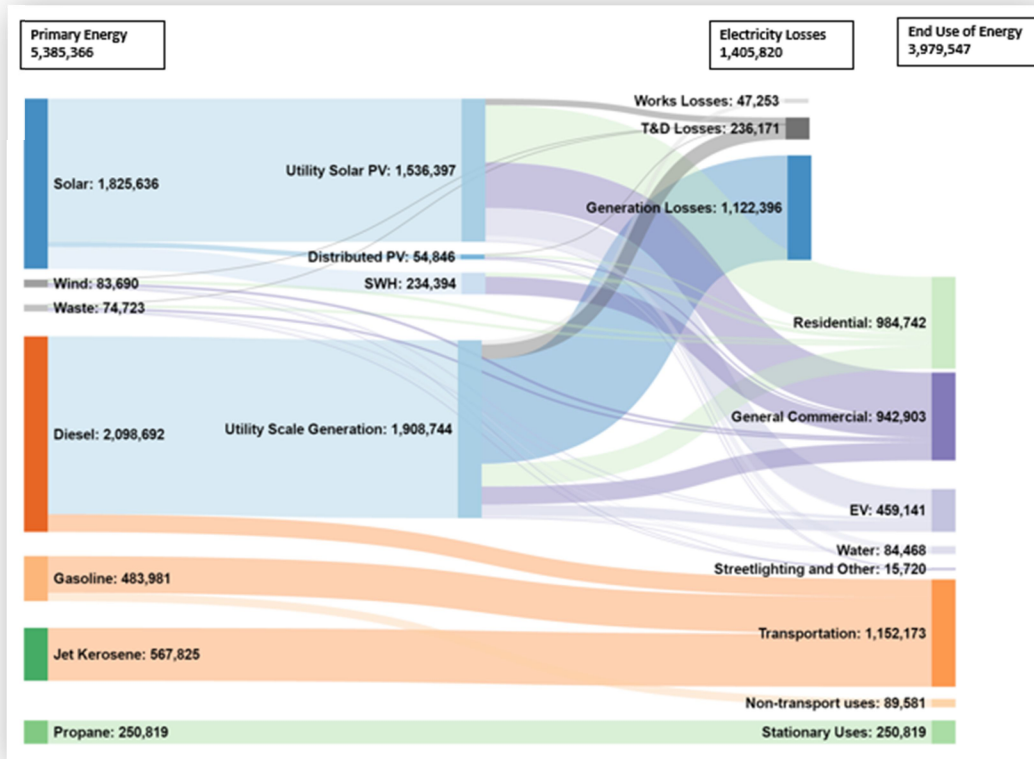 Primary Energy
5,385,366
Electricity Losses
1,405,820
End Use of Energy
3,979,547
Works Losses: 47,253
T&D Losses: 236,171
Solar: 1,825,636
Utility Solar PV: 1,536,397
Generation Losses: 1,122,396
Distributed PV: 54,846
Wind: 83,690
SWH: 234,394
Waste: 74,723
Residential: 984,742
General Commercial: 942,903
Diesel: 2,098,692
Utility Scale Generation: 1,908,744
EV: 459,141
Water: 84,468
Streetlighting and Other: 15,720
Gasoline: 483,981
Transportation: 1,152,173
Jet Kerosene: 567,825
Non-transport uses: 89,581
Propane: 250,819
Stationary Uses: 250,819